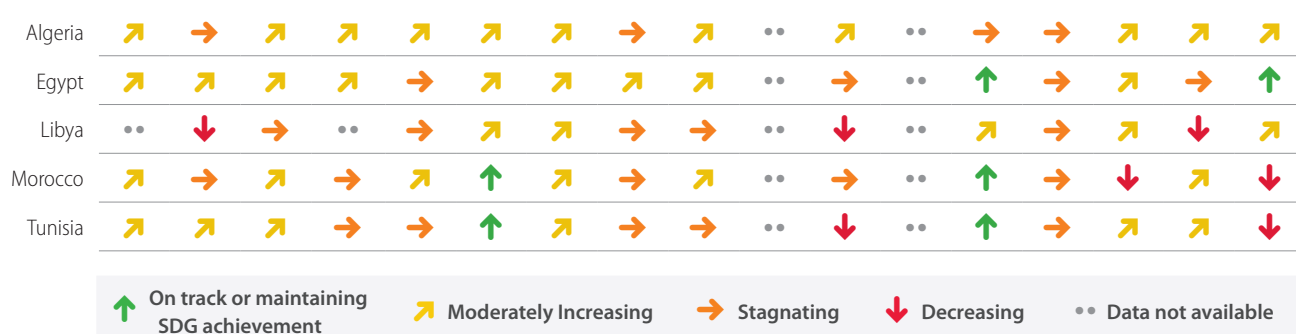 Algeria
Egypt
Libya
Morocco
Tunisia
On track or maintaining
SDG achievement
Moderately Increasing
Stagnating
Decreasing
Data not available